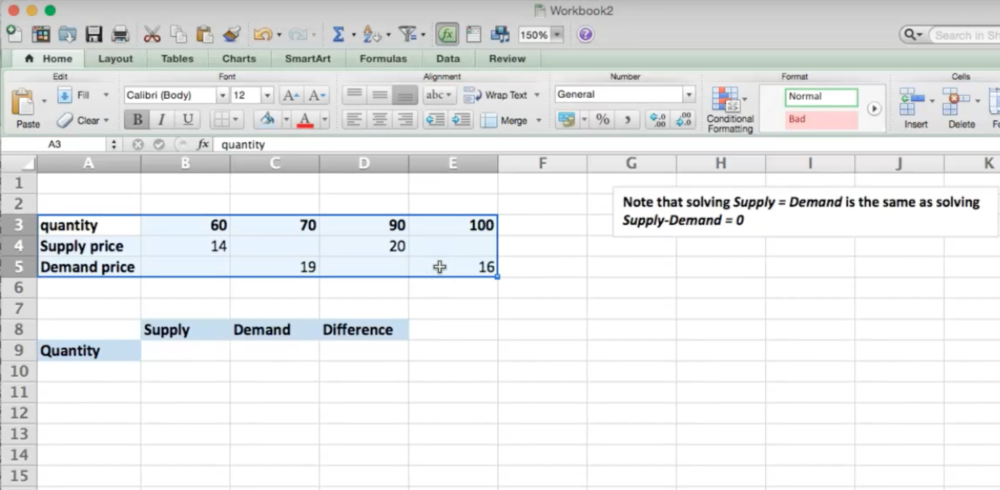 Workbook2
150%
Search in Sh
Home Layout Tables Charts SmartArt Formulas Data Review
Edit Font Alignment Number Format Cells
Paste Fill Calibri (Body) 12 A A abc Wrap Text General Conditional Formatting Normal Insert Delete
Clear B I U A Merge % , .0 .00 .00 .0 Bad
A3 fx quantity
A B C D E F G H I J K
1
2 Note that solving Supply = Demand is the same as solving
Supply-Demand = 0
3 quantity 60 70 90 100
4 Supply price 14 20
5 Demand price 19 16
6
7
8 Supply Demand Difference
9 Quantity
10
11
12
13
14
15